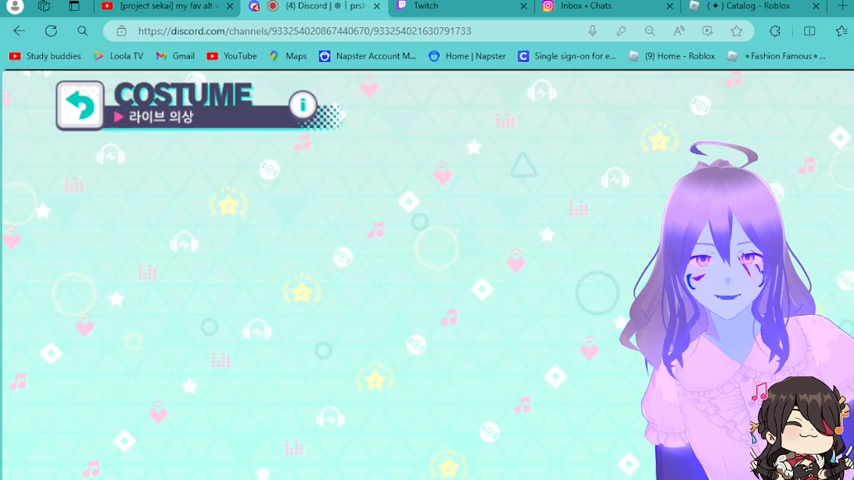 [project sekai] my fav alt v
(4) Discord | ❄ | prsk
Twitch
Inbox • Chats
( ✦ ) Catalog - Roblox
https://discord.com/channels/933254020867440670/933254021630791733
Study buddies
Loola TV
Gmail
YouTube
Maps
Napster Account M...
Home | Napster
Single sign-on for e...
(9) Home - Roblox
⋆Fashion Famous⋆...
COSTUME
라이브 의상